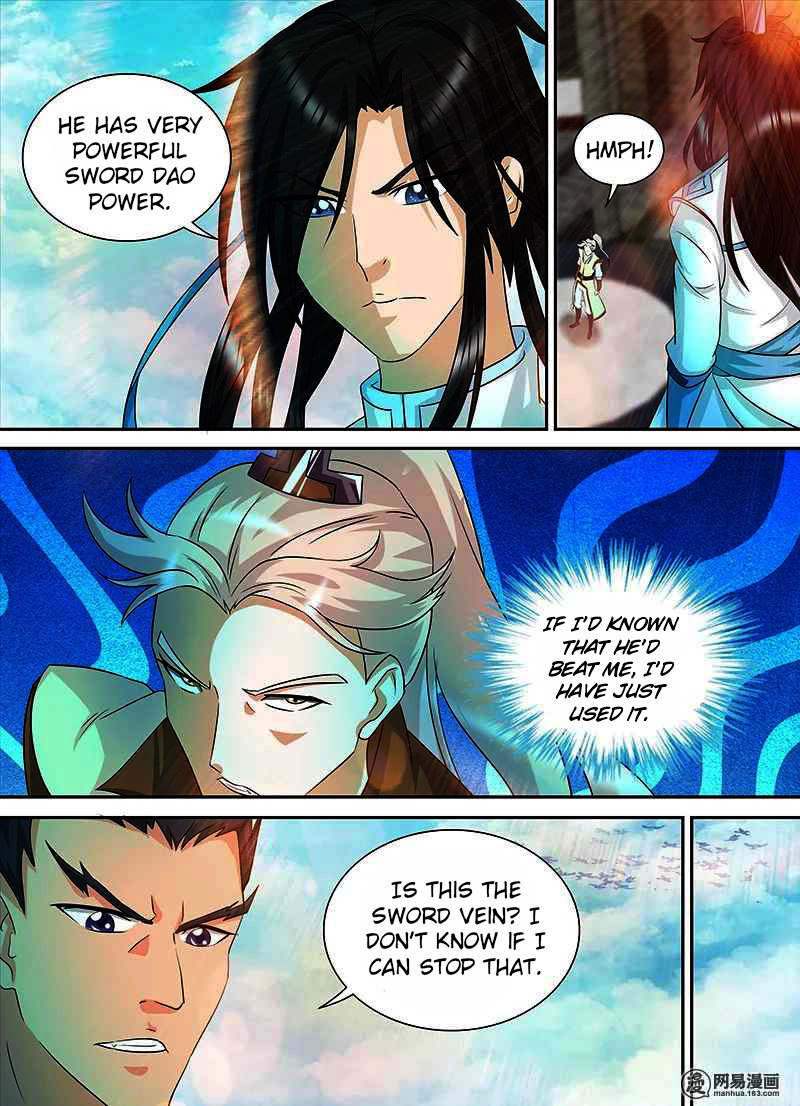 HE HAS VERY
POWERFUL
SWORD DAO
POWER.
HMPH!
IF I'D KNOWN
THAT HE'D
BEAT ME, I'D
HAVE JUST
USED IT.
IS THIS THE
SWORD VEIN? I
DON'T KNOW IF I
CAN STOP THAT.
网易漫画
manhua.163.com